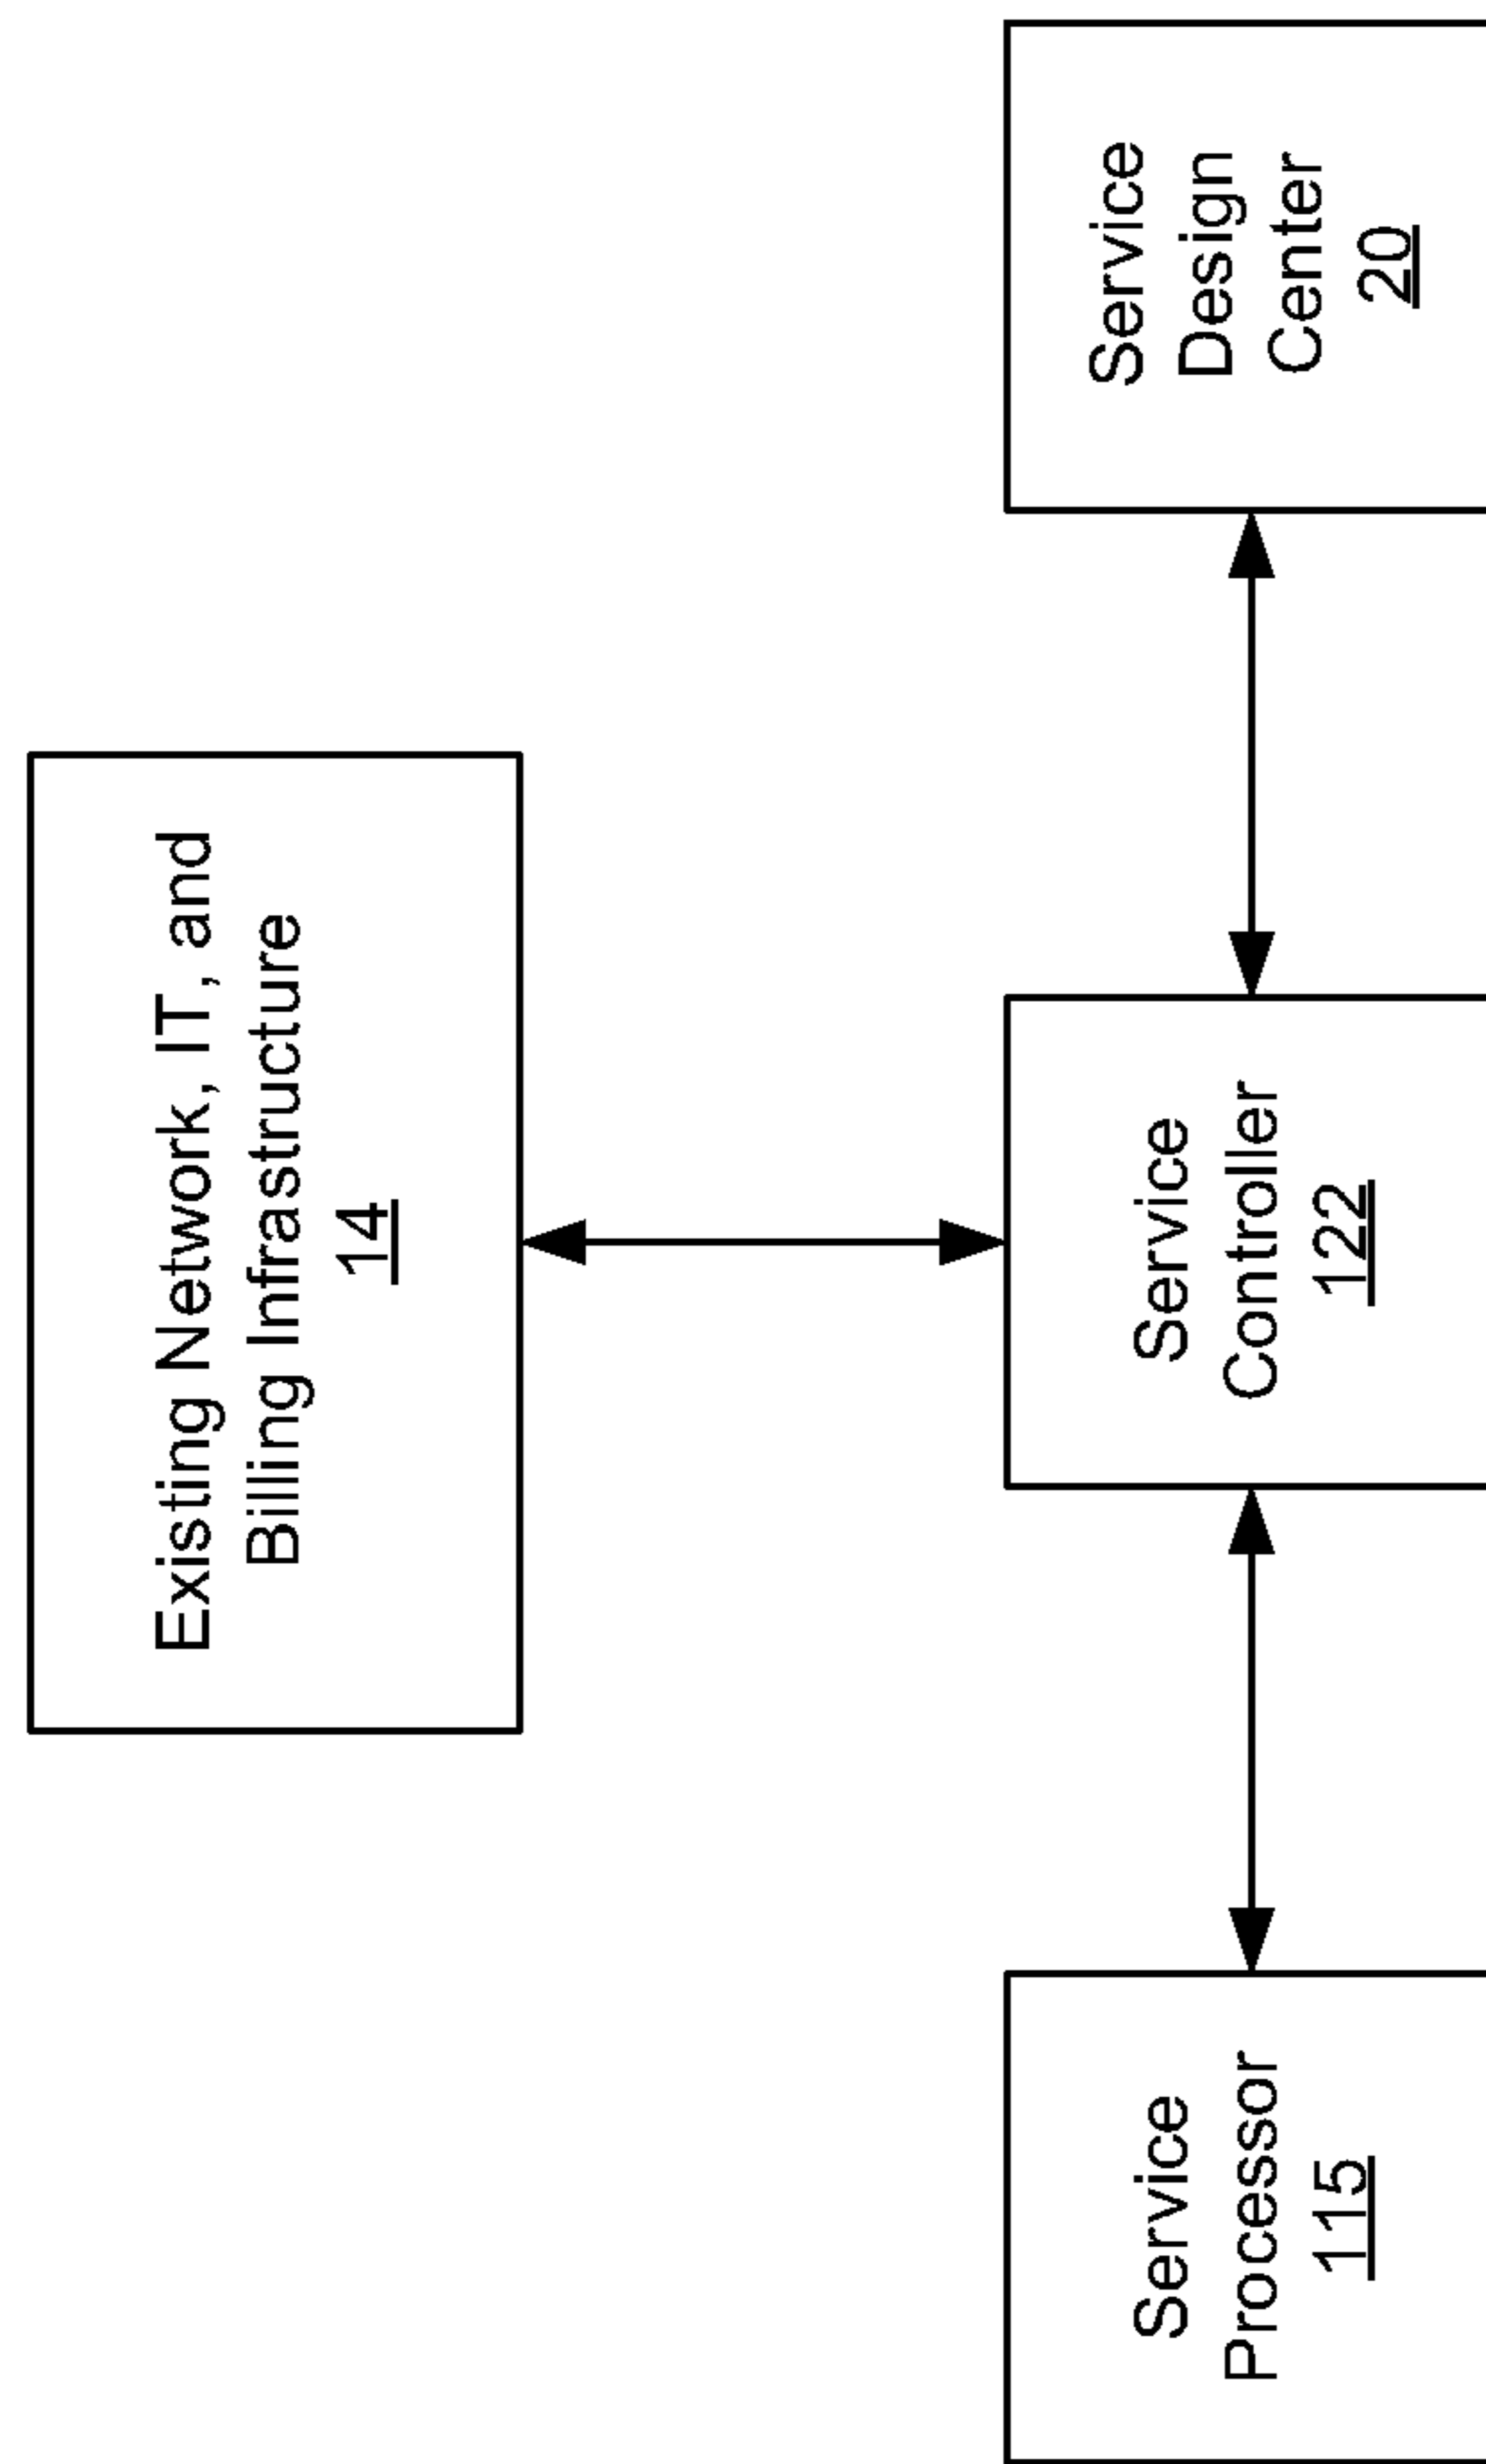 Existing Network, IT, and
Billing Infrastructure
14
Service
Processor
115
Service
Controller
122
Service
Design
Center
20